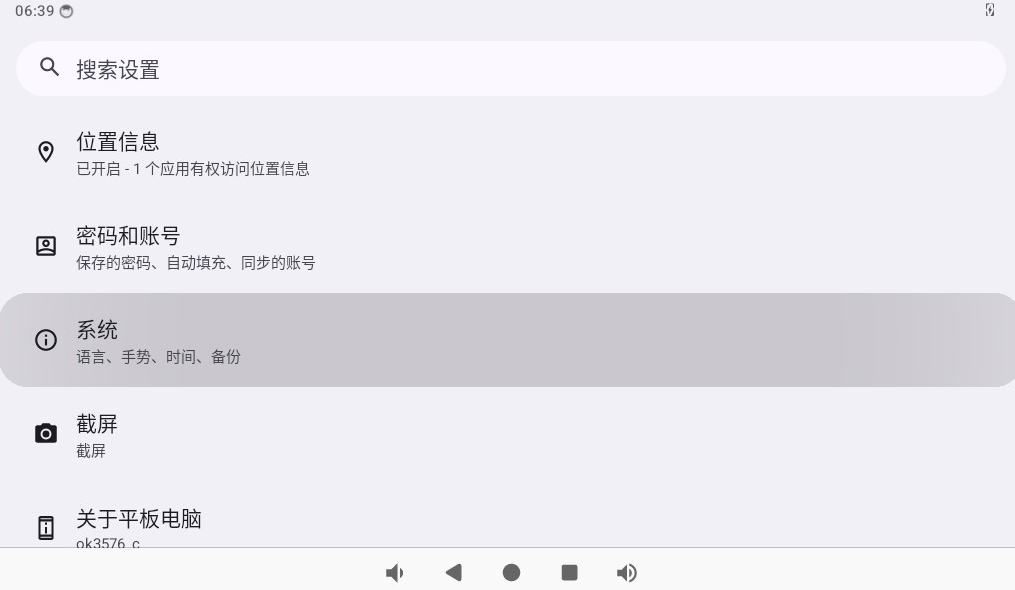 06:39
搜索设置
位置信息
已开启 - 1 个应用有权访问位置信息
密码和账号
保存的密码、自动填充、同步的账号
系统
语言、手势、时间、备份
截屏
截屏
关于平板电脑
ok3576_c